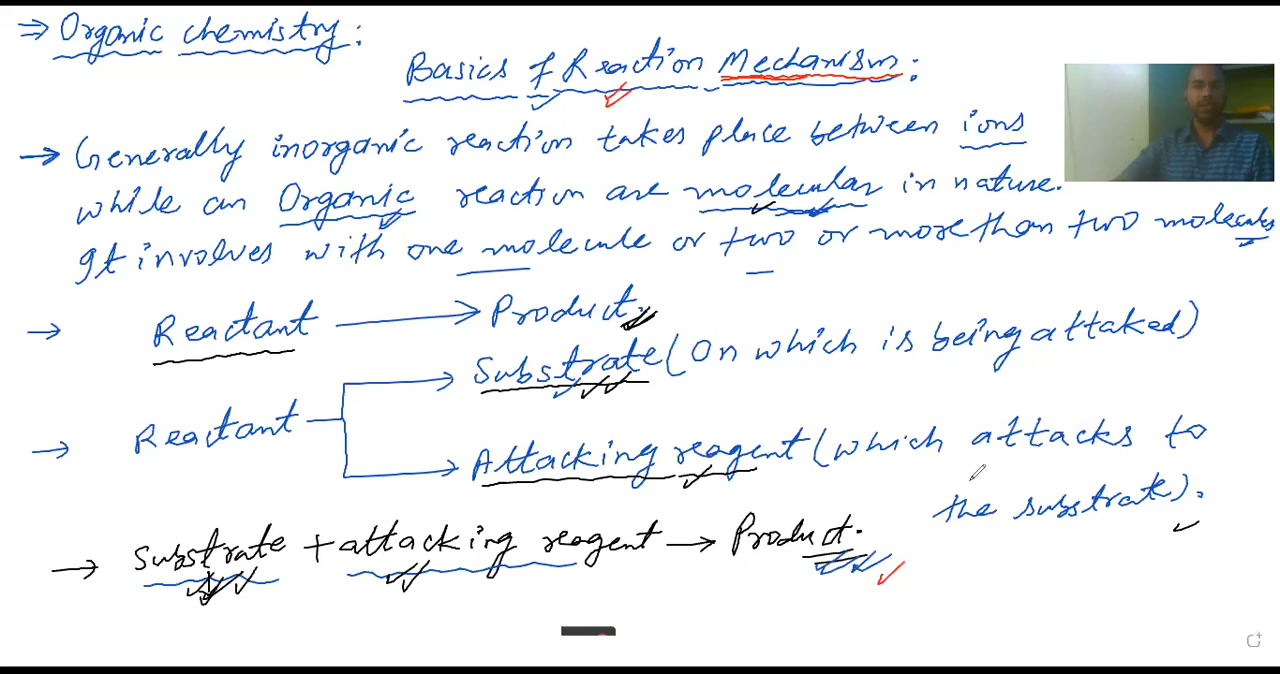 ⇒ Organic chemistry:
Basics of Reaction Mechanism:
→ Generally inorganic reaction takes place between ions
while an Organic reaction are molecular in nature.
It involves with one molecule or two or more than two molecules
→ Reactant → Product.
Substrate (On which is being attaked)
→ Reactant
Attacking reagent (which attacks to
the substrate).
→ Substrate + attacking reagent → Product.